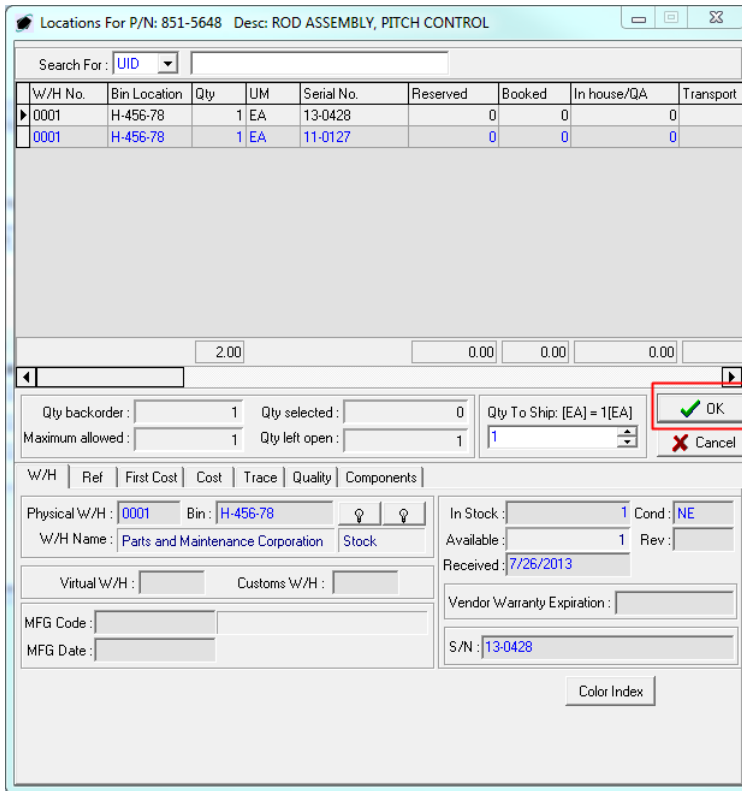 Locations For P/N: 851-5648 Desc: ROD ASSEMBLY, PITCH CONTROL
Search For : UID
W/H No. Bin Location Qty UM Serial No. Reserved Booked In house/QA Transport
0001 H-456-78 1 EA 13-0428 0 0 0
0001 H-456-78 1 EA 11-0127 0 0 0
2.00 0.00 0.00 0.00
Qty backorder : 1 Qty selected : 0 Qty To Ship: [EA] = 1[EA] OK
Maximum allowed : 1 Qty left open : 1 1 Cancel
W/H Ref First Cost Cost Trace Quality Components
Physical W/H : 0001 Bin : H-456-78 In Stock : 1 Cond : NE
W/H Name : Parts and Maintenance Corporation Stock Available : 1 Rev :
Received : 7/26/2013
Virtual W/H : Customs W/H :
Vendor Warranty Expiration :
MFG Code :
MFG Date : S/N : 13-0428
Color Index